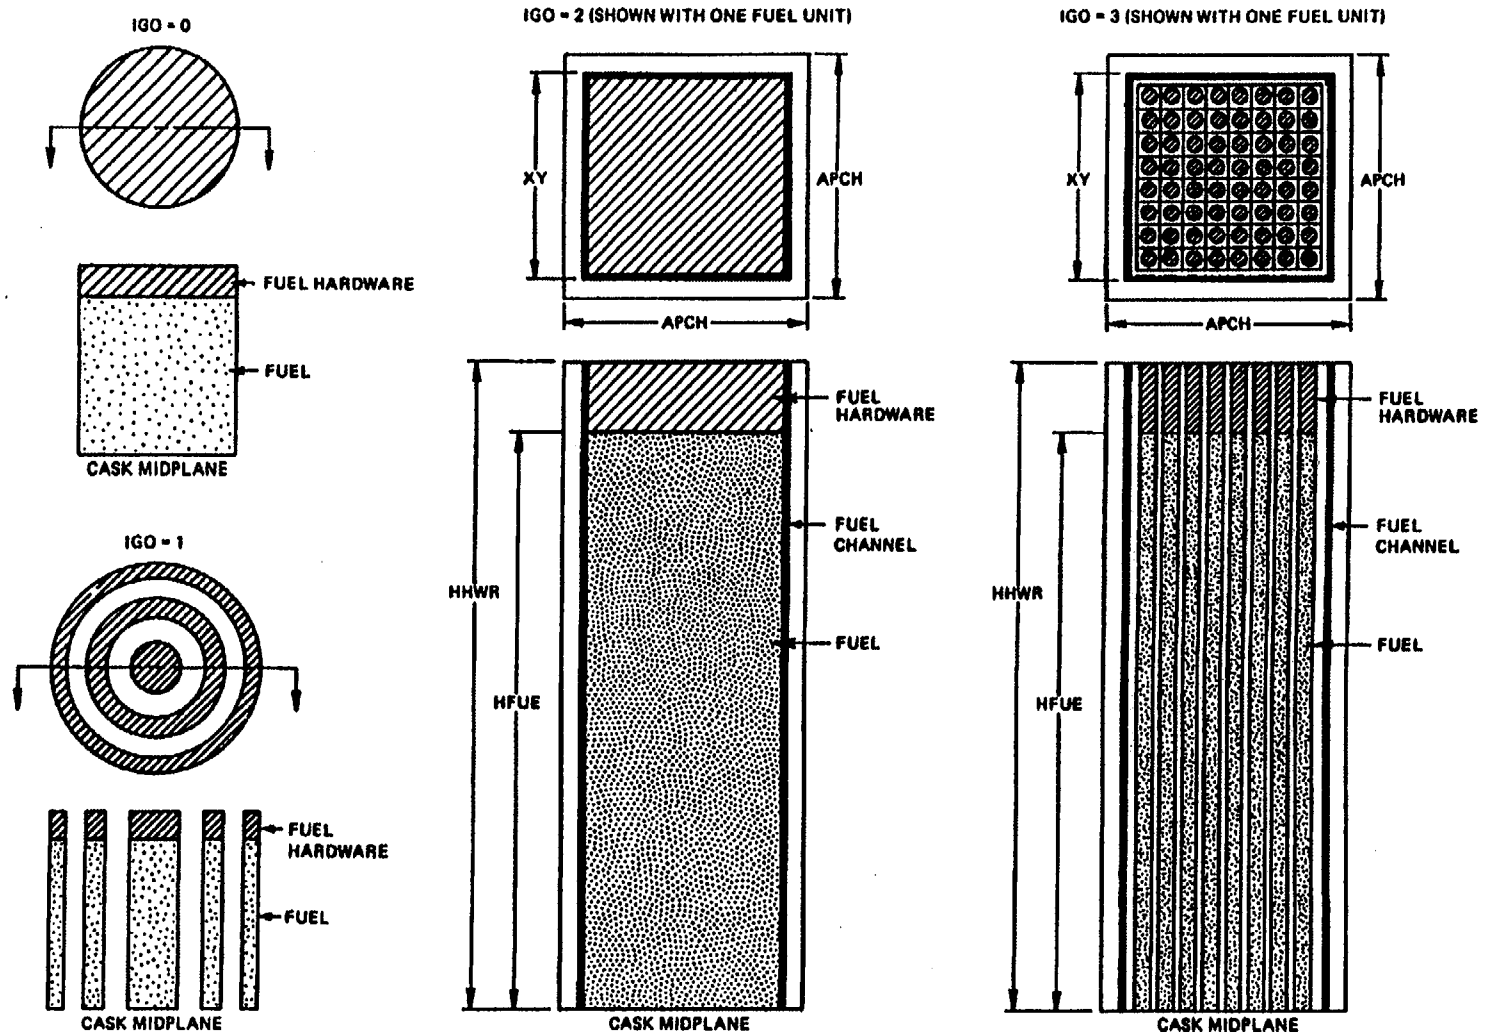 IGO = 0
FUEL HARDWARE
FUEL
CASK MIDPLANE
IGO = 1
FUEL
HARDWARE
FUEL
CASK MIDPLANE
IGO = 2 (SHOWN WITH ONE FUEL UNIT)
XY
APCH
APCH
FUEL
HARDWARE
FUEL
CHANNEL
HHWR
FUEL
HFUE
CASK MIDPLANE
IGO = 3 (SHOWN WITH ONE FUEL UNIT)
XY
APCH
APCH
FUEL
HARDWARE
FUEL
CHANNEL
HHWR
FUEL
HFUE
CASK MIDPLANE